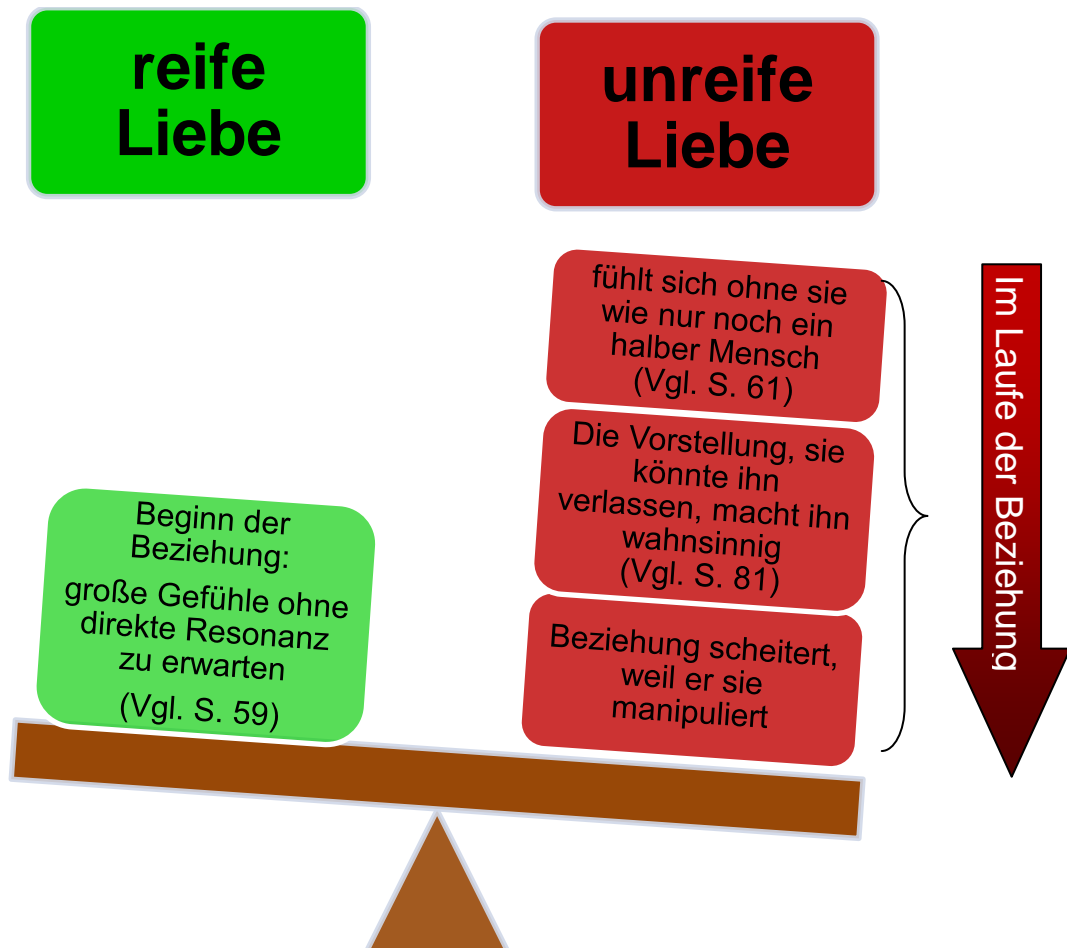 reife
Liebe
unreife
Liebe
Beginn der
Beziehung:
große Gefühle ohne
direkte Resonanz
zu erwarten
(Vgl. S. 59)
fühlt sich ohne sie
wie nur noch ein
halber Mensch
(Vgl. S. 61)
Die Vorstellung, sie
könnte ihn
verlassen, macht ihn
wahnsinnig
(Vgl. S. 81)
Beziehung scheitert,
weil er sie
manipuliert
Im Laufe der Beziehung